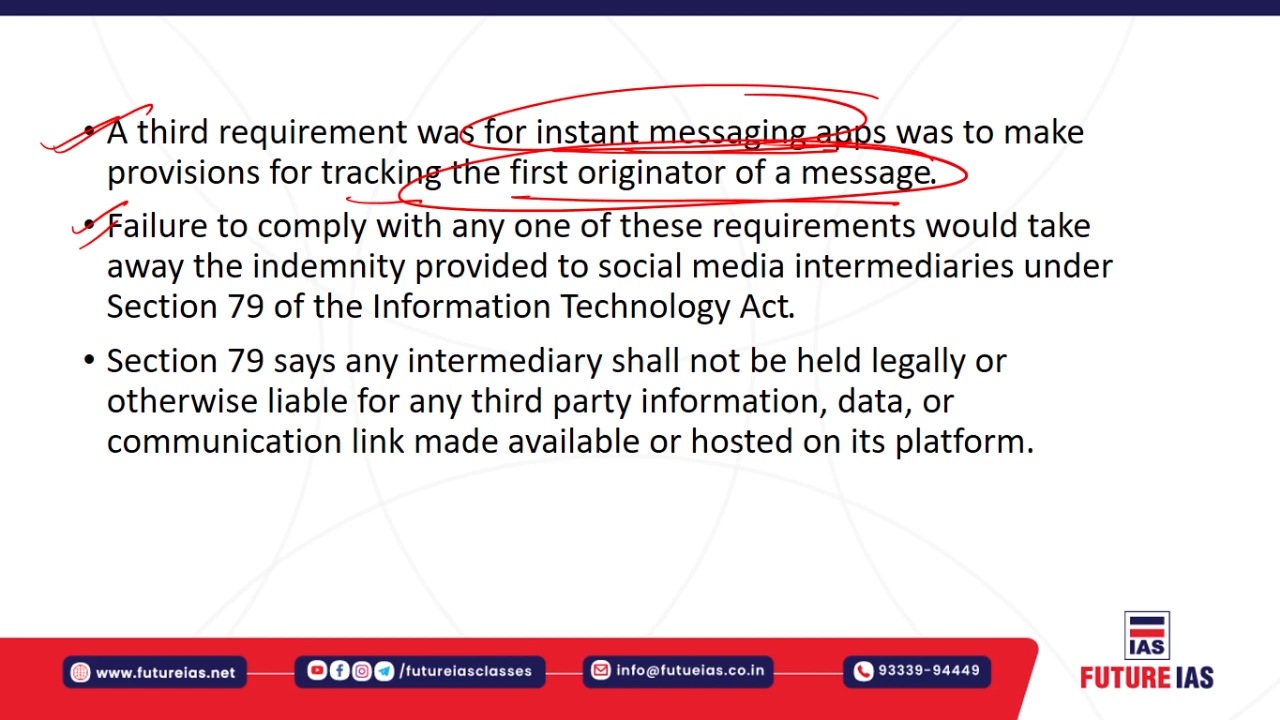 • A third requirement was for instant messaging apps was to make
provisions for tracking the first originator of a message.
• Failure to comply with any one of these requirements would take
away the indemnity provided to social media intermediaries under
Section 79 of the Information Technology Act.
• Section 79 says any intermediary shall not be held legally or
otherwise liable for any third party information, data, or
communication link made available or hosted on its platform.
IAS
FUTURE IAS
www.futureias.net
/futureiasclasses
info@futueias.co.in
93339-94449